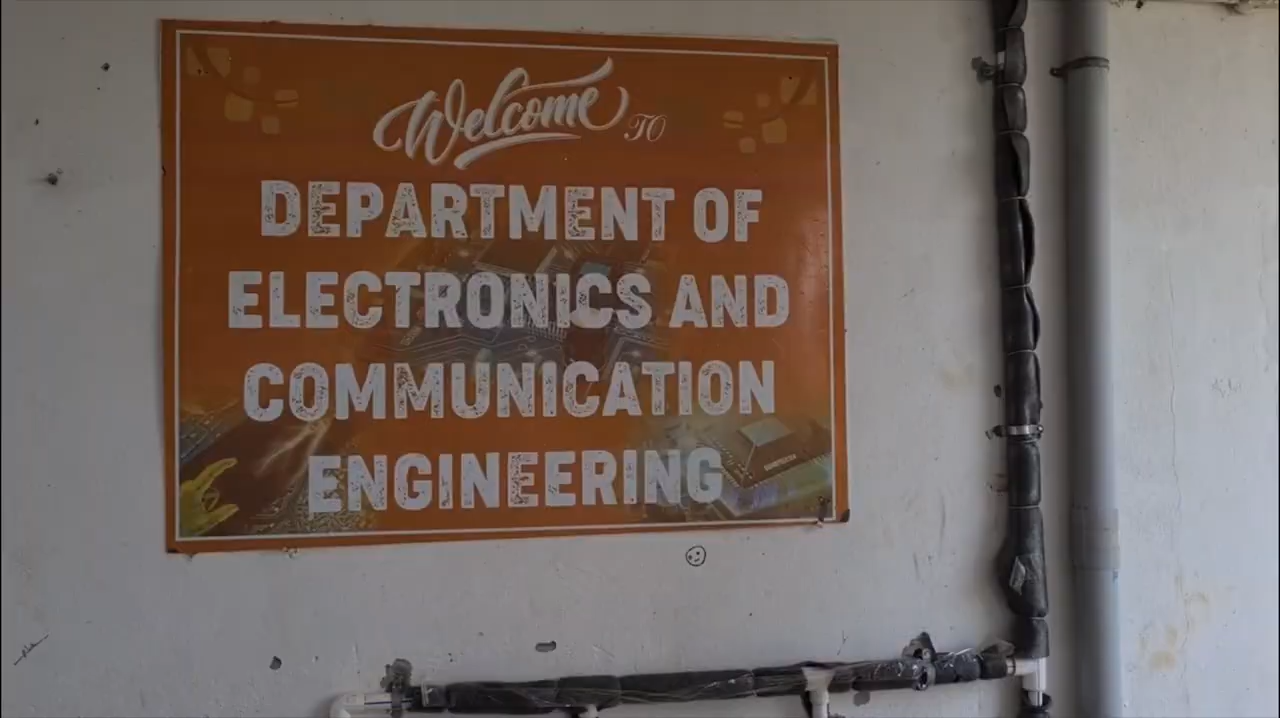 Welcome TO
DEPARTMENT OF
ELECTRONICS AND
COMMUNICATION
ENGINEERING